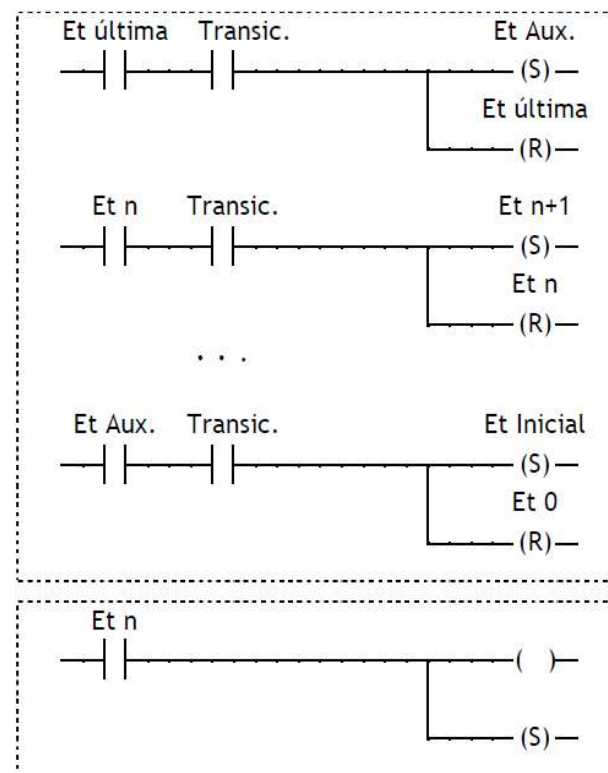 Et última Transic. Et Aux.
(S)
Et última
(R)
Et n Transic. Et n+1
(S)
Et n
(R)
. . .
Et Aux. Transic. Et Inicial
(S)
Et 0
(R)
Et n
( )
(S)